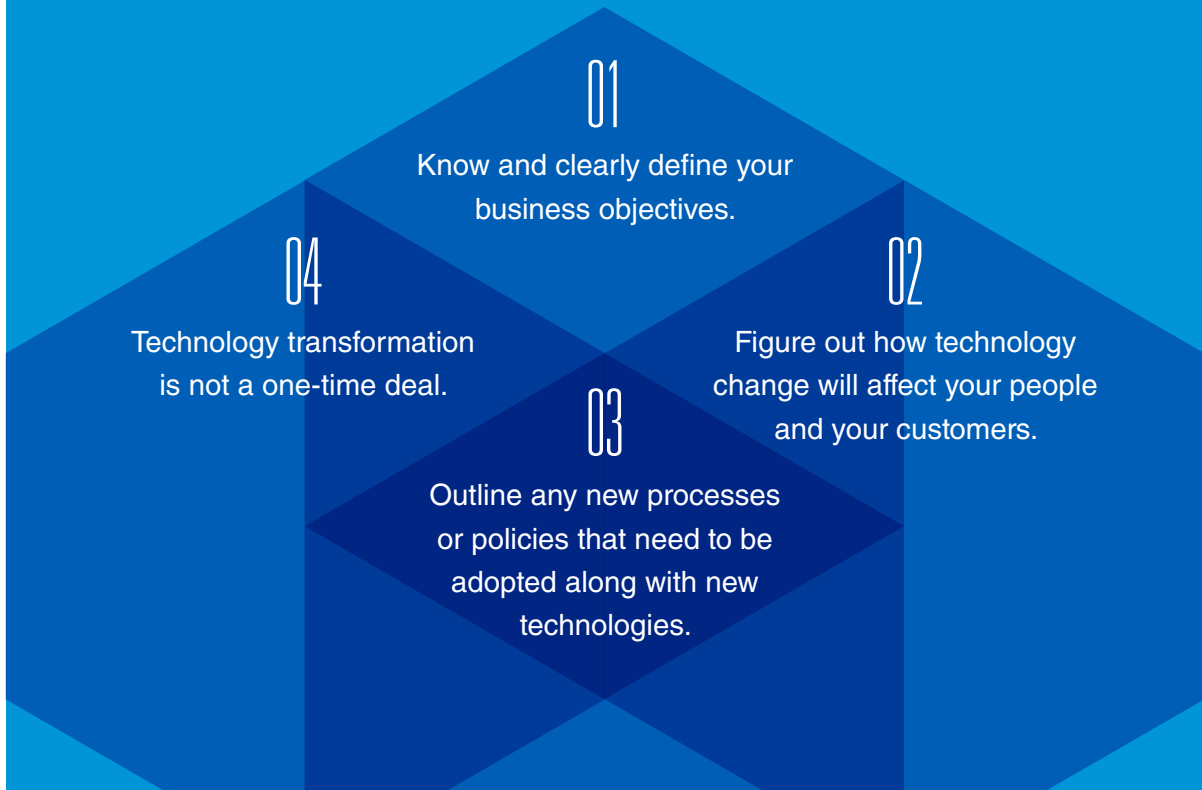 01
Know and clearly define your
business objectives.
02
Figure out how technology
change will affect your people
and your customers.
03
Outline any new processes
or policies that need to be
adopted along with new
technologies.
04
Technology transformation
is not a one-time deal.